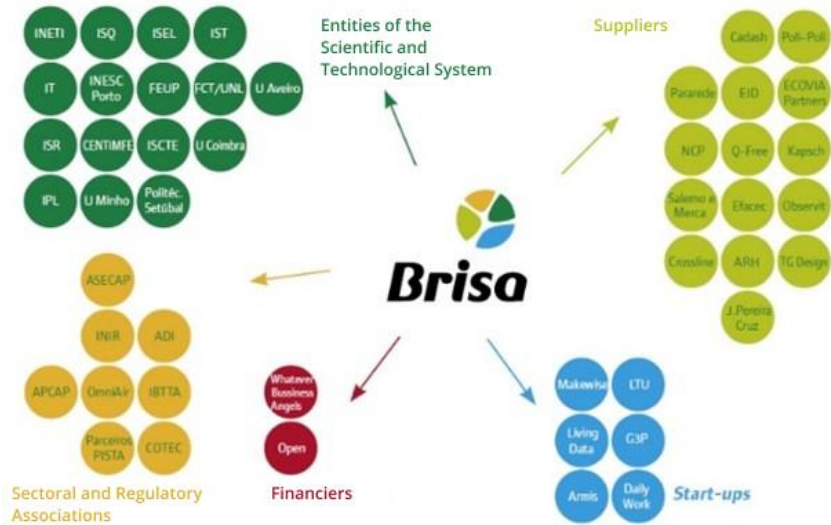 INETI
ISQ
ISEL
IST
IT
INESC
Porto
FEUP
FCT/UNL
U Aveiro
ISR
CENTIMFE
ISCTE
U Coimbra
IPL
U Minho
Politéc.
Setúbal
Entities of the
Scientific and
Technological System
Suppliers
Cadash
Poli-Poli
Pararede
EID
ECOVIA
Partners
NCP
Q-Free
Kapsch
Salemo e
Merca
Efacec
Observit
Crossline
ARH
TG Design
J.Pereira
Cruz
Brisa
ASECAP
INIR
ADI
APCAP
OmniAir
IBTTA
Parceiros
PISTA
COTEC
Sectoral and Regulatory
Associations
Whatever
Bussiness
Angels
Open
Financiers
Makewise
LTU
Living
Data
G3P
Armis
Daily
Work
Start-ups